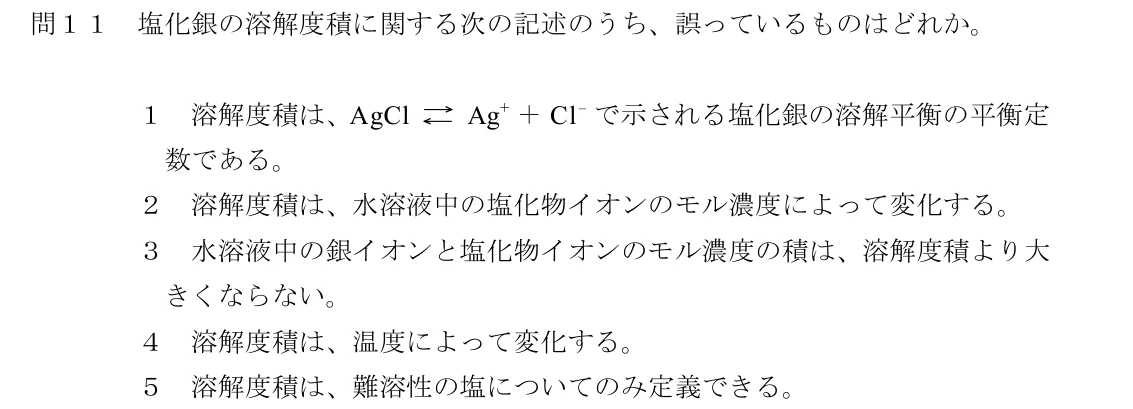 問１１　塩化銀の溶解度積に関する次の記述のうち、誤っているものはどれか。
１　溶解度積は、AgCl ⇄ Ag⁺ + Cl⁻ で示される塩化銀の溶解平衡の平衡定
数である。
２　溶解度積は、水溶液中の塩化物イオンのモル濃度によって変化する。
３　水溶液中の銀イオンと塩化物イオンのモル濃度の積は、溶解度積より大
きくならない。
４　溶解度積は、温度によって変化する。
５　溶解度積は、難溶性の塩についてのみ定義できる。